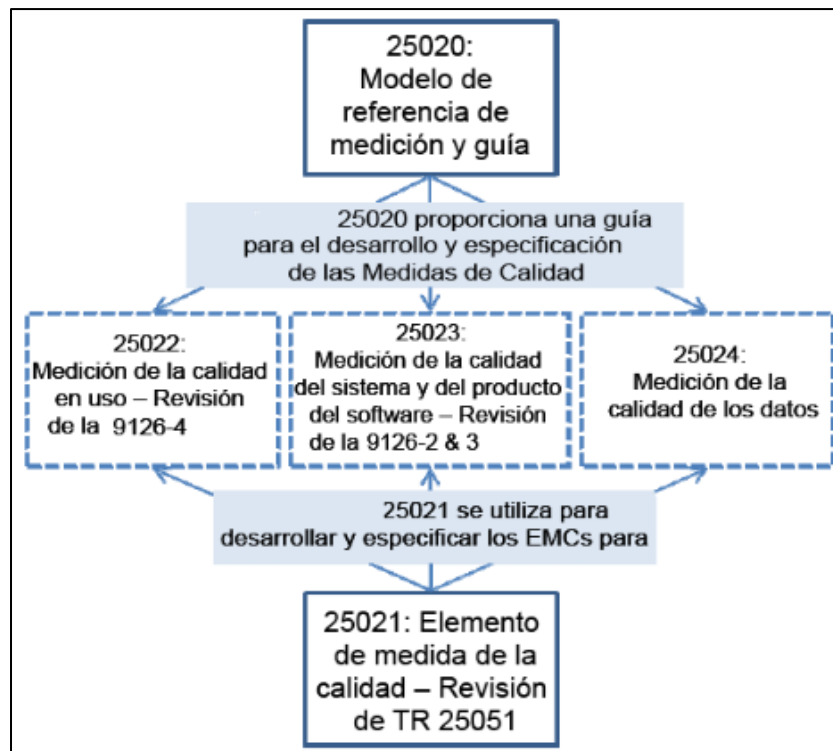 25020:
Modelo de
referencia de
medición y guía
25020 proporciona una guía
para el desarrollo y especificación
de las Medidas de Calidad
25022:
Medición de la calidad
en uso – Revisión
de la 9126-4
25023:
Medición de la calidad
del sistema y del producto
del software – Revisión
de la 9126-2 & 3
25024:
Medición de la
calidad de los datos
25021 se utiliza para
desarrollar y especificar los EMCs para
25021: Elemento
de medida de la
calidad – Revisión
de TR 25051